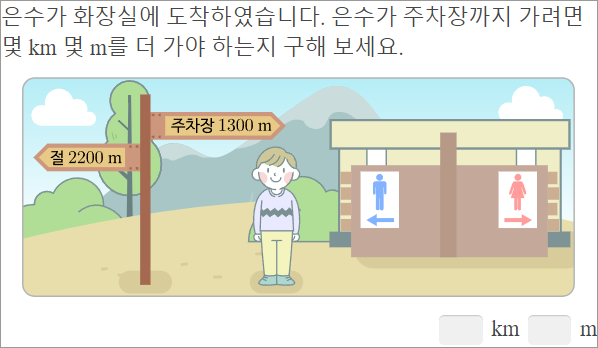 은수가 화장실에 도착하였습니다. 은수가 주차장까지 가려면
몇 km 몇 m를 더 가야 하는지 구해 보세요.
주차장 1300 m
절 2200 m
km m